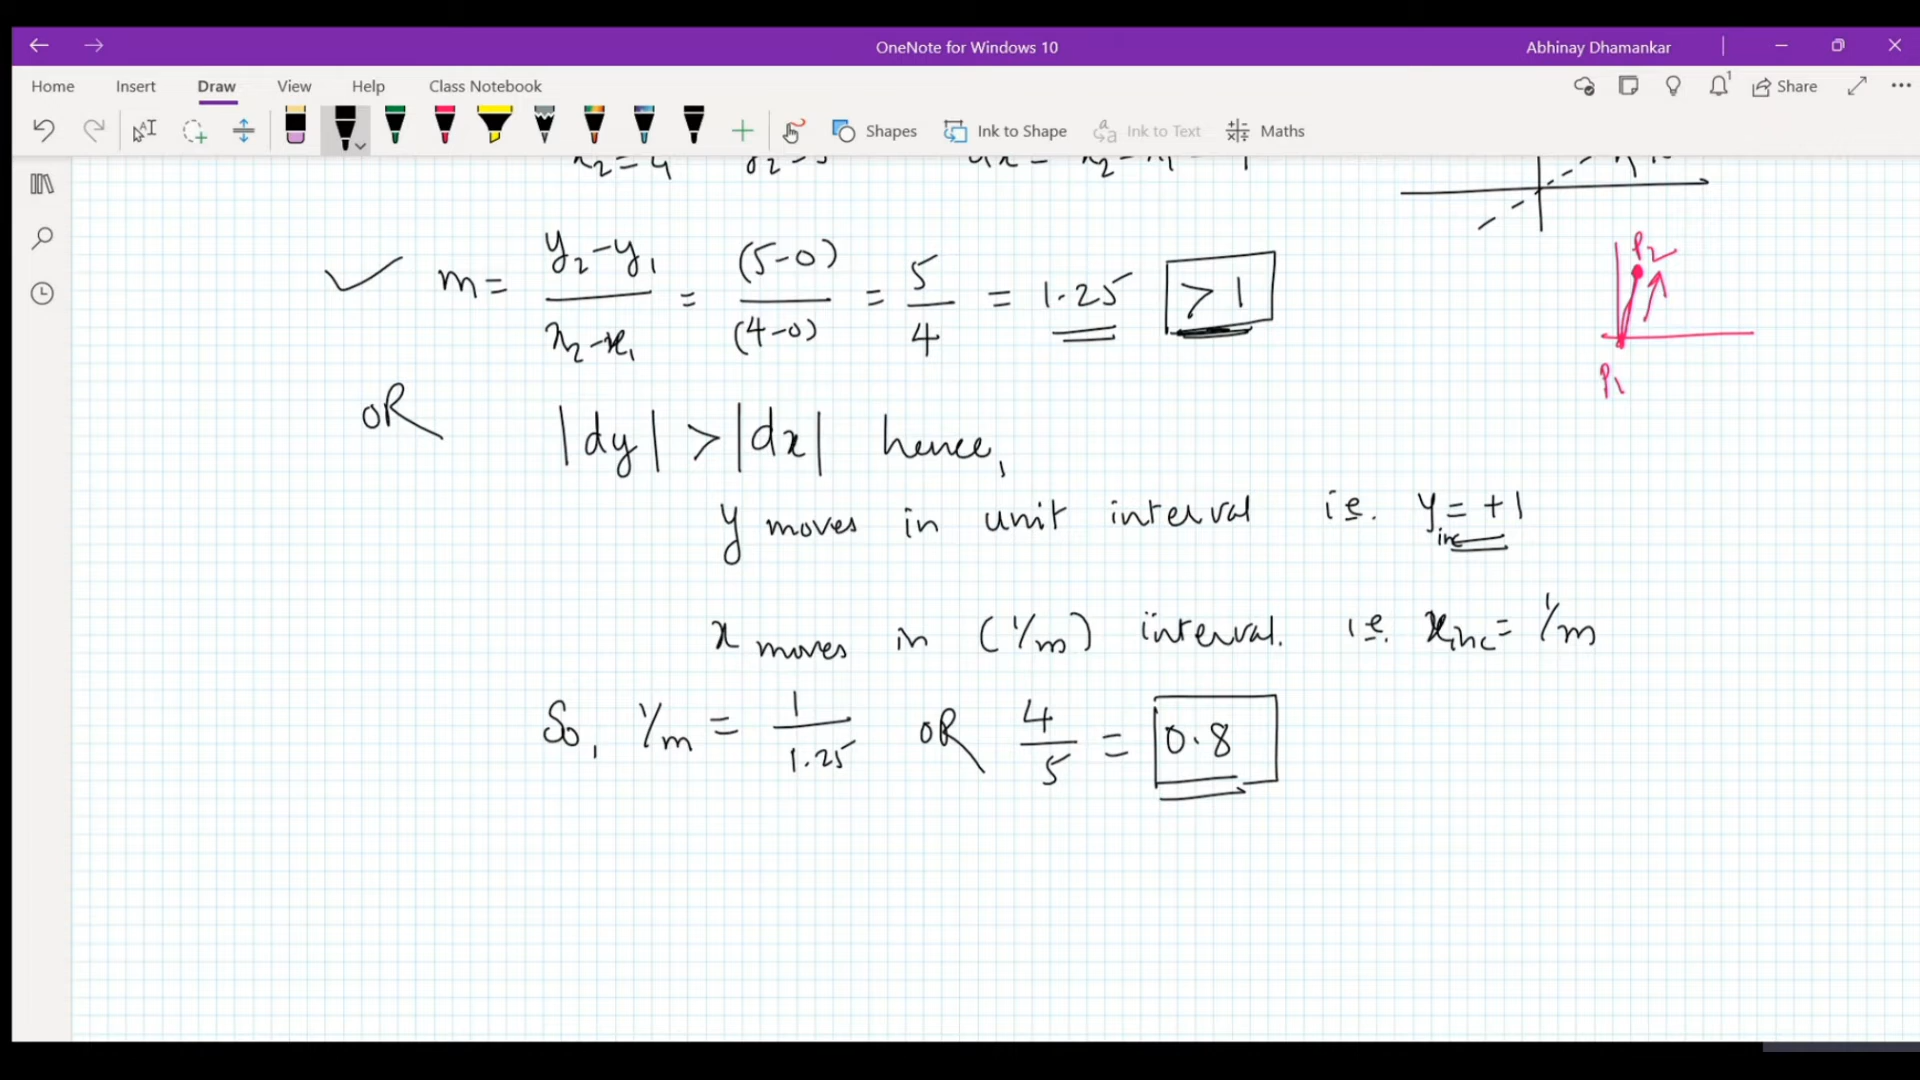 OneNote for Windows 10
Abhinay Dhamankar
Home Insert Draw View Help Class Notebook
1
Share
Shapes Ink to Shape Ink to Text Maths
x2=4
m= y2-y1 / x2-x1 = (5-0) / (4-0) = 5/4 = 1.25 >1
P2
P1
OR |dy| > |dx| hence,
y moves in unit interval i.e. yinc= +1
x moves in (1/m) interval. i.e. xinc= 1/m
So, 1/m = 1/1.25 OR 4/5 = 0.8